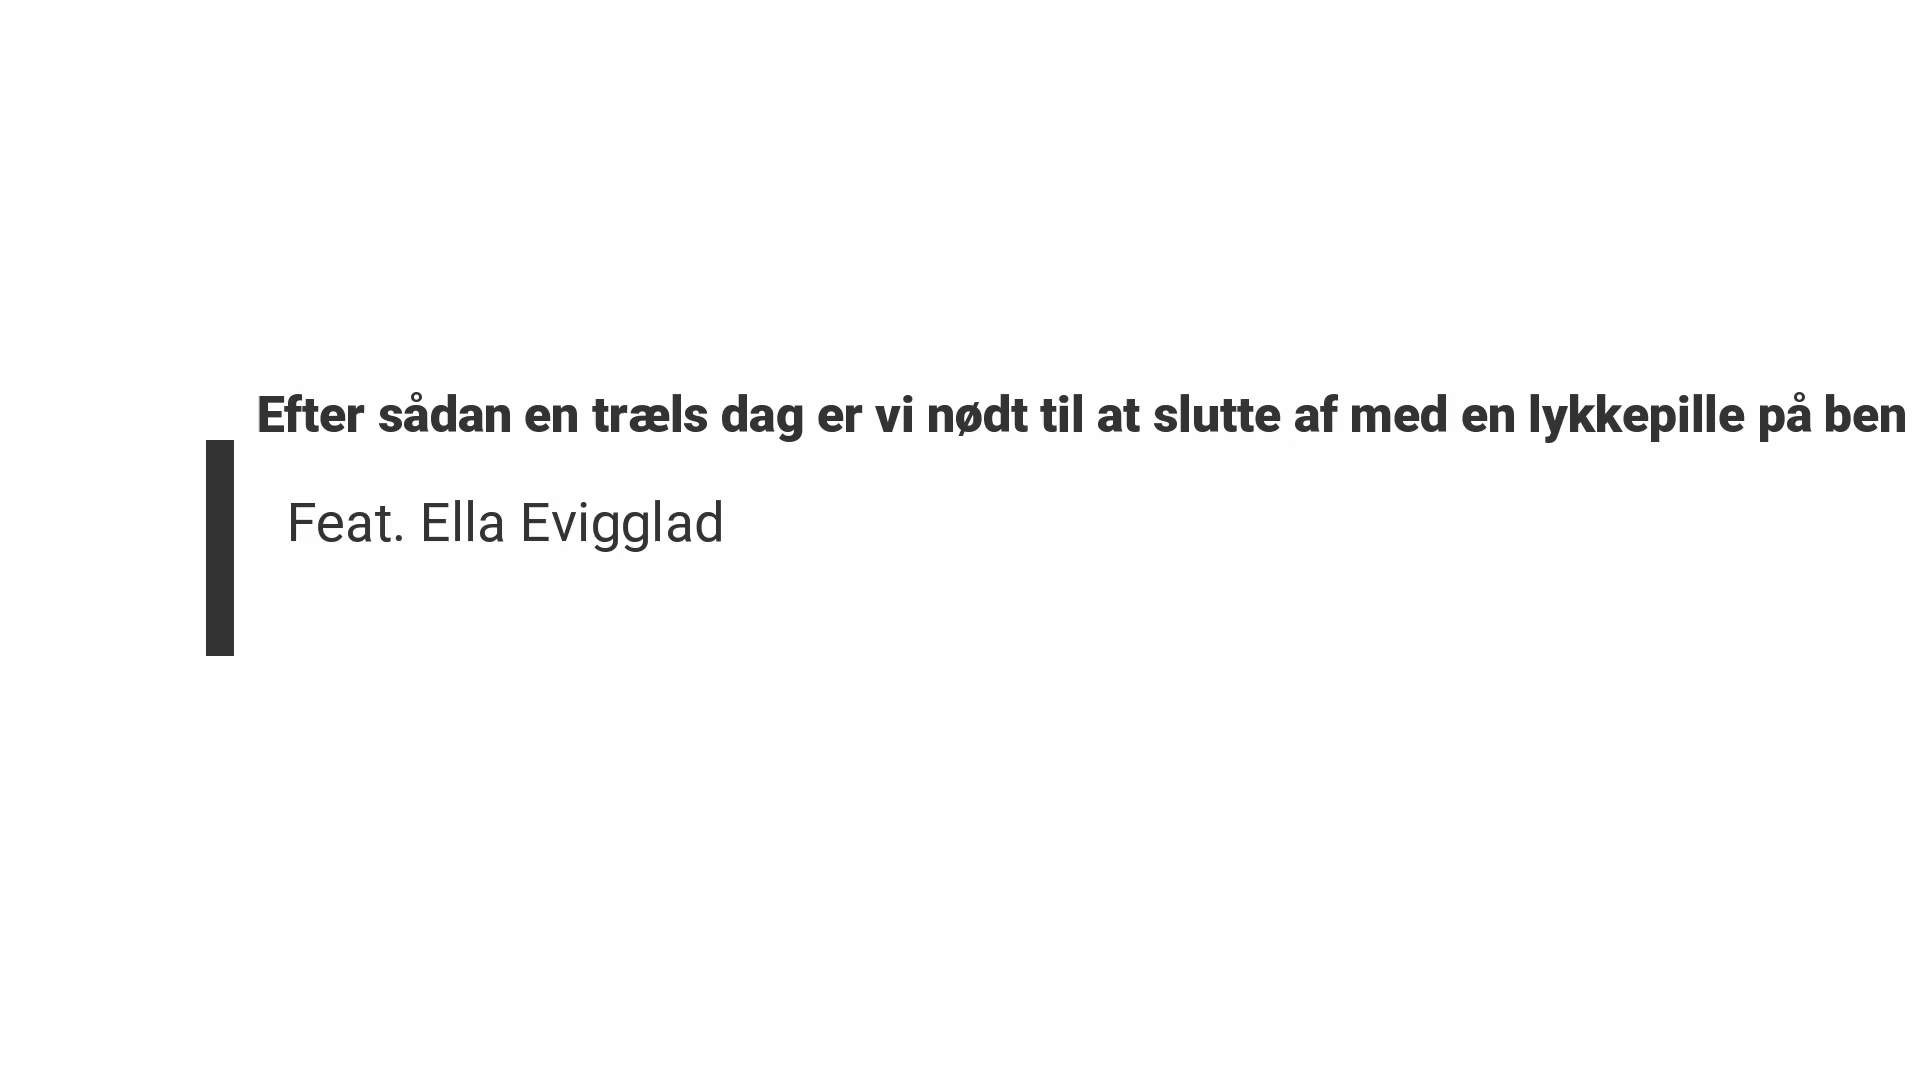 Efter sådan en træls dag er vi nødt til at slutte af med en lykkepille på ben
Feat. Ella Evigglad